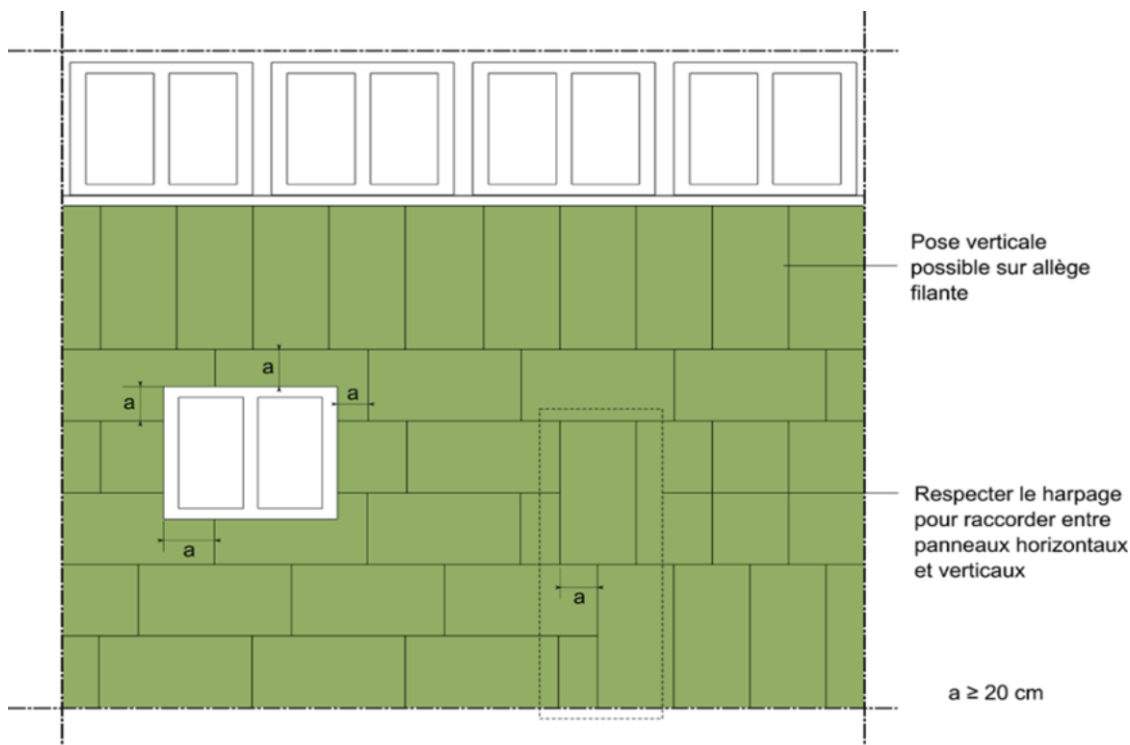 Pose verticale
possible sur allège
filante
a
a
a
Respecter le harpage
pour raccorder entre
panneaux horizontaux
et verticaux
a
a
a ≥ 20 cm